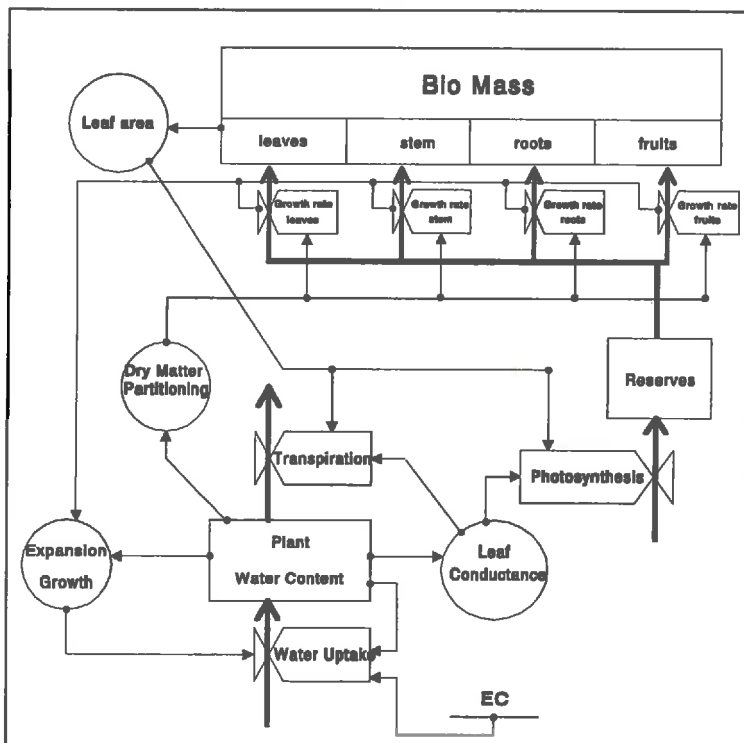 Bio Mass
Leaf area
leaves
stem
roots
fruits
Growth rate
leaves
Growth rate
stem
Growth rate
roots
Growth rate
fruits
Dry Matter
Partitioning
Reserves
Transpiration
Photosynthesis
Expansion
Growth
Plant
Water Content
Leaf
Conductance
Water Uptake
EC